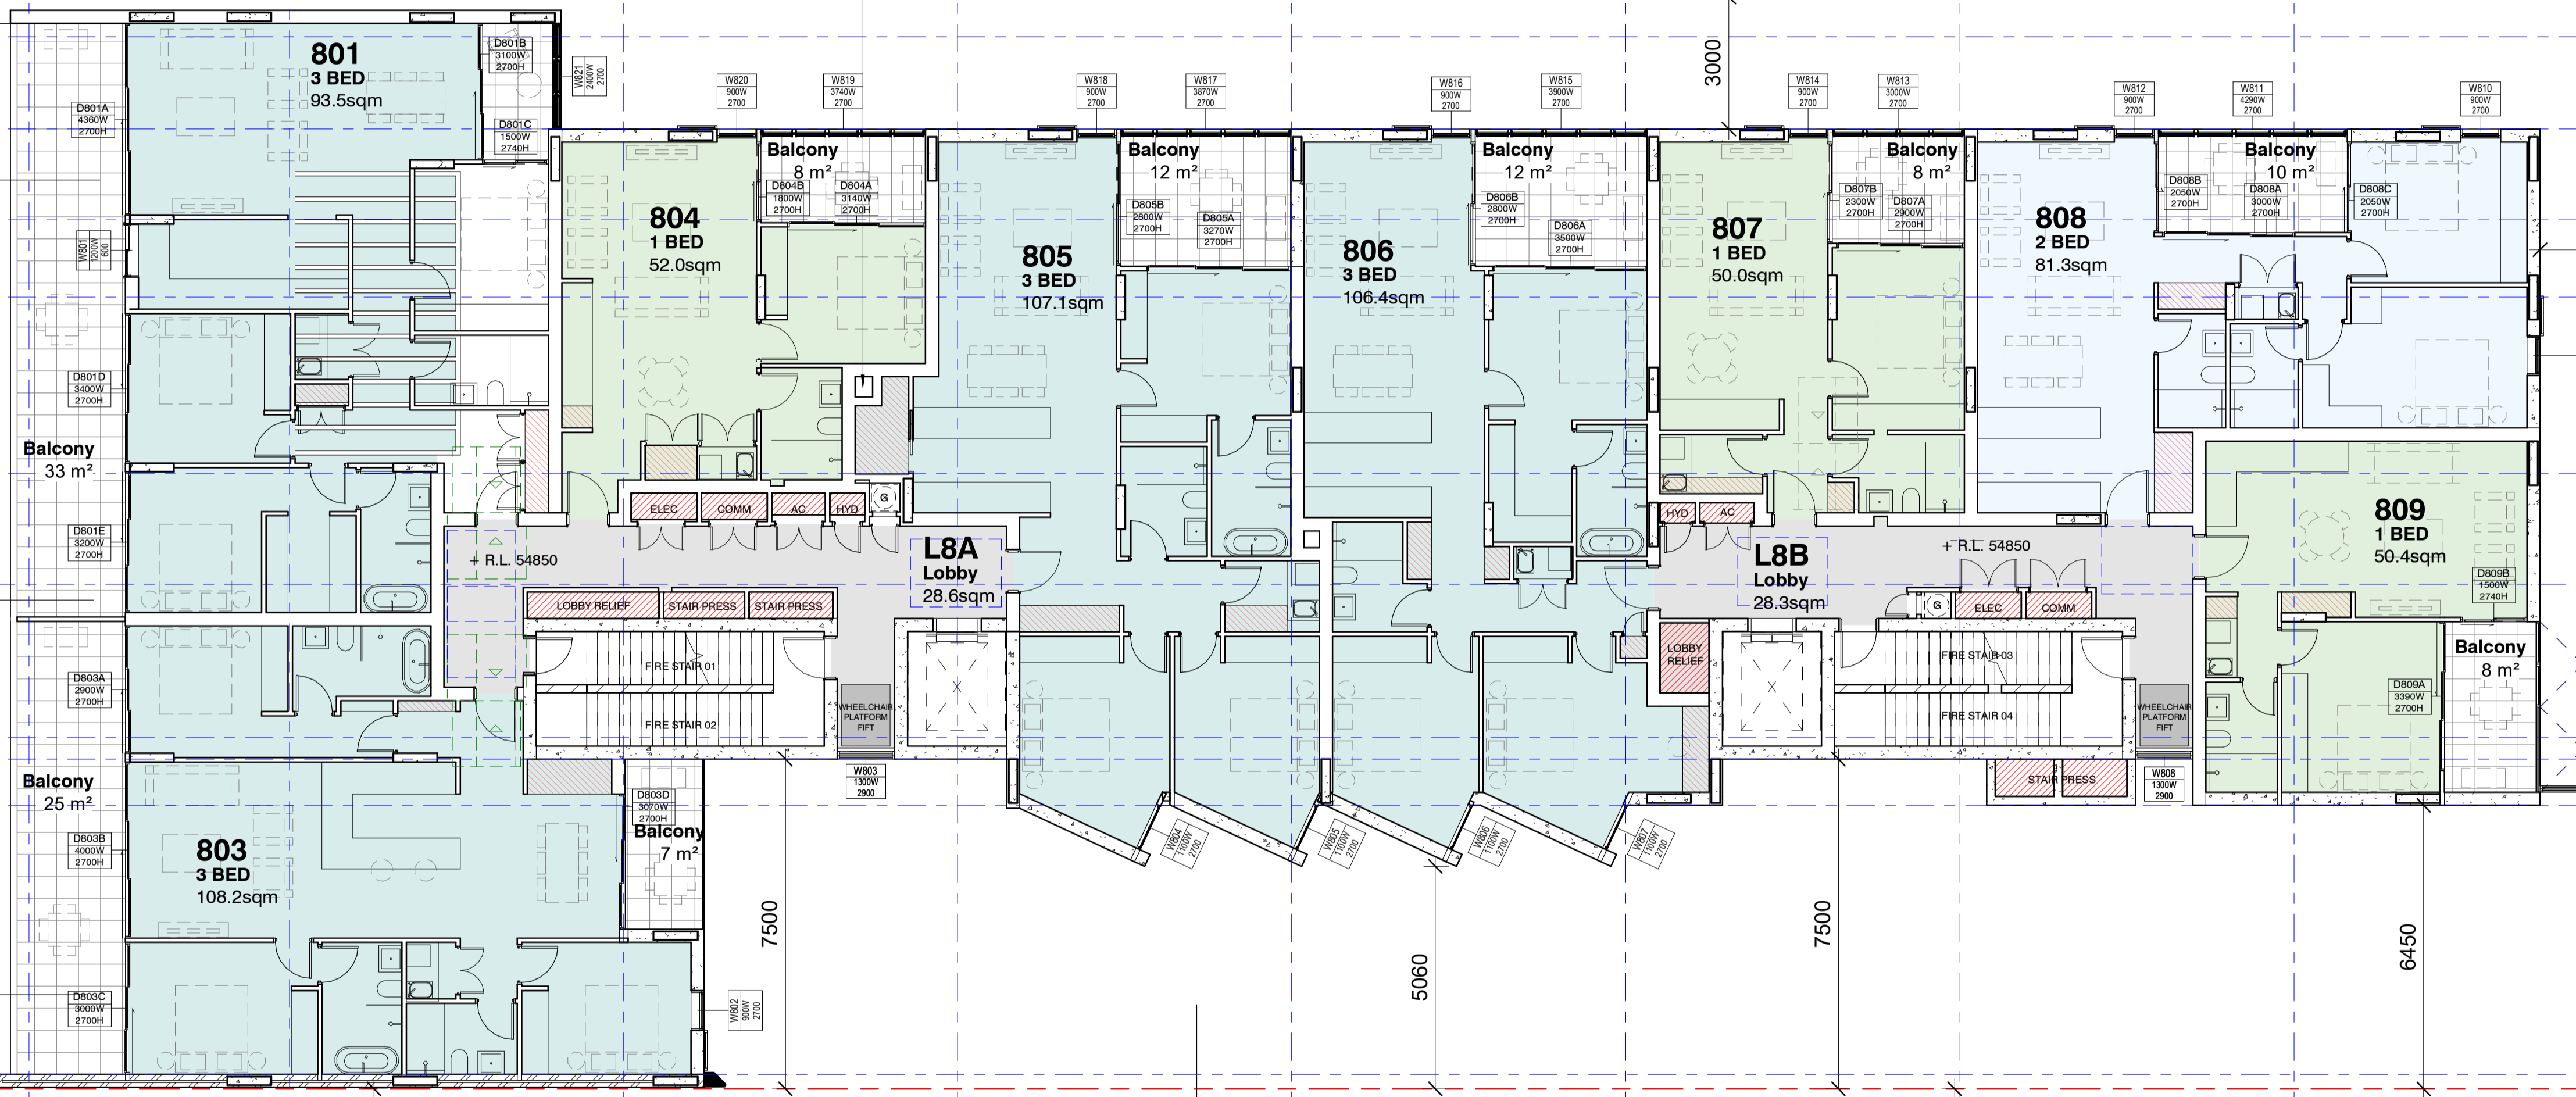 801
3 BED
93.5sqm
D801B
3100W
2700H
W821
2400W
2700
D801A
4360W
2700H
D801C
1500W
2740H
W801
1200W
600
D801D
3400W
2700H
Balcony
33 m²
D801E
3200W
2700H
W820
900W
2700
W819
3740W
2700
W818
900W
2700
W817
3870W
2700
W816
900W
2700
W815
3900W
2700
3000
W814
900W
2700
W813
3000W
2700
W812
900W
2700
W811
4290W
2700
W810
900W
2700
Balcony
8 m²
D804B
1800W
2700H
D804A
3140W
2700H
804
1 BED
52.0sqm
Balcony
12 m²
D805B
2800W
2700H
D805A
3270W
2700H
805
3 BED
107.1sqm
Balcony
12 m²
D806B
2800W
2700H
D806A
3500W
2700H
806
3 BED
106.4sqm
Balcony
8 m²
D807B
2300W
2700H
D807A
2900W
2700H
807
1 BED
50.0sqm
Balcony
10 m²
D808B
2050W
2700H
D808A
3000W
2700H
D808C
2050W
2700H
808
2 BED
81.3sqm
ELEC
COMM
AC
HYD
G
HYD
AC
+ R.L. 54850
L8A
Lobby
28.6sqm
L8B
Lobby
28.3sqm
+ R.L. 54850
809
1 BED
50.4sqm
D809B
1500W
2740H
LOBBY RELIEF
STAIR PRESS
STAIR PRESS
G
ELEC
COMM
FIRE STAIR 01
FIRE STAIR 02
WHEELCHAIR
PLATFORM
FIFT
W803
1300W
2900
LOBBY
RELIEF
FIRE STAIR 03
FIRE STAIR 04
WHEELCHAIR
PLATFORM
FIFT
STAIR PRESS
W808
1300W
2900
Balcony
8 m²
D809A
3390W
2700H
D803A
2900W
2700H
Balcony
25 m²
D803B
4000W
2700H
803
3 BED
108.2sqm
D803D
3070W
2700H
Balcony
7 m²
W804
1100W
2700
W805
1100W
2700
W806
1100W
2700
W807
1100W
2700
7500
5060
7500
6450
D803C
3000W
2700H
W802
900W
2700